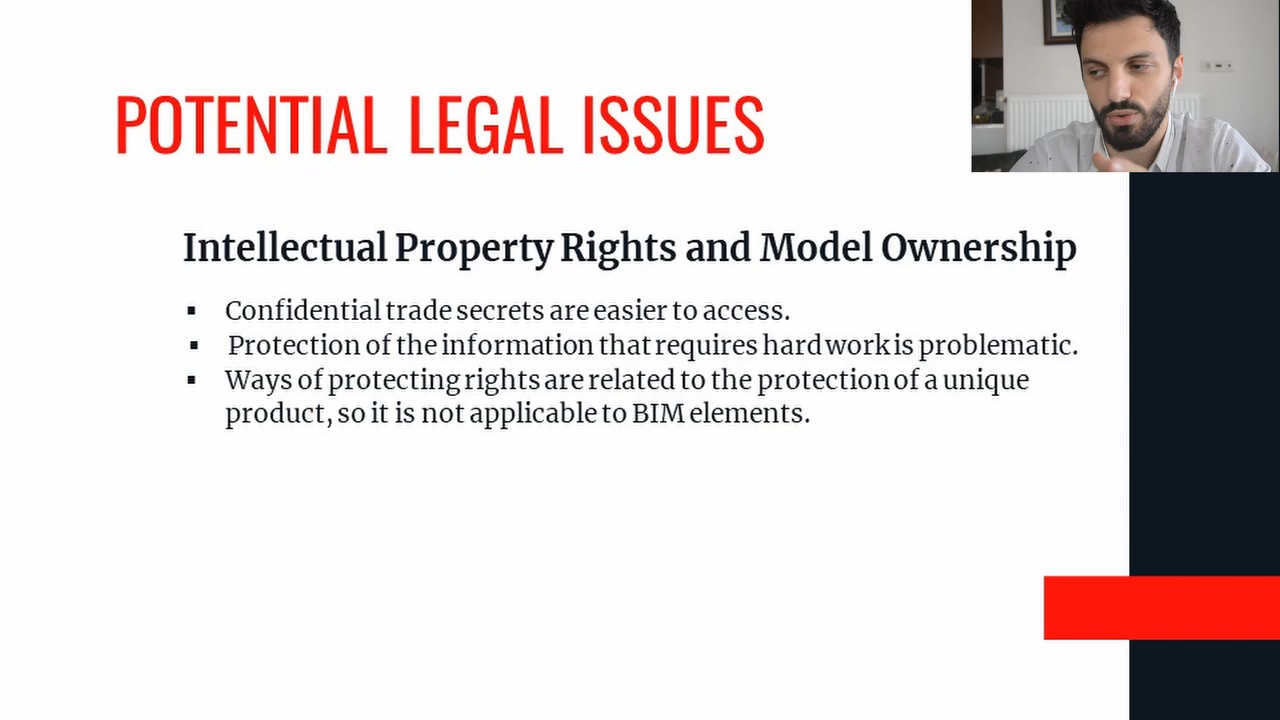 POTENTIAL LEGAL ISSUES
Intellectual Property Rights and Model Ownership
▪ Confidential trade secrets are easier to access.
▪ Protection of the information that requires hard work is problematic.
▪ Ways of protecting rights are related to the protection of a unique
product, so it is not applicable to BIM elements.